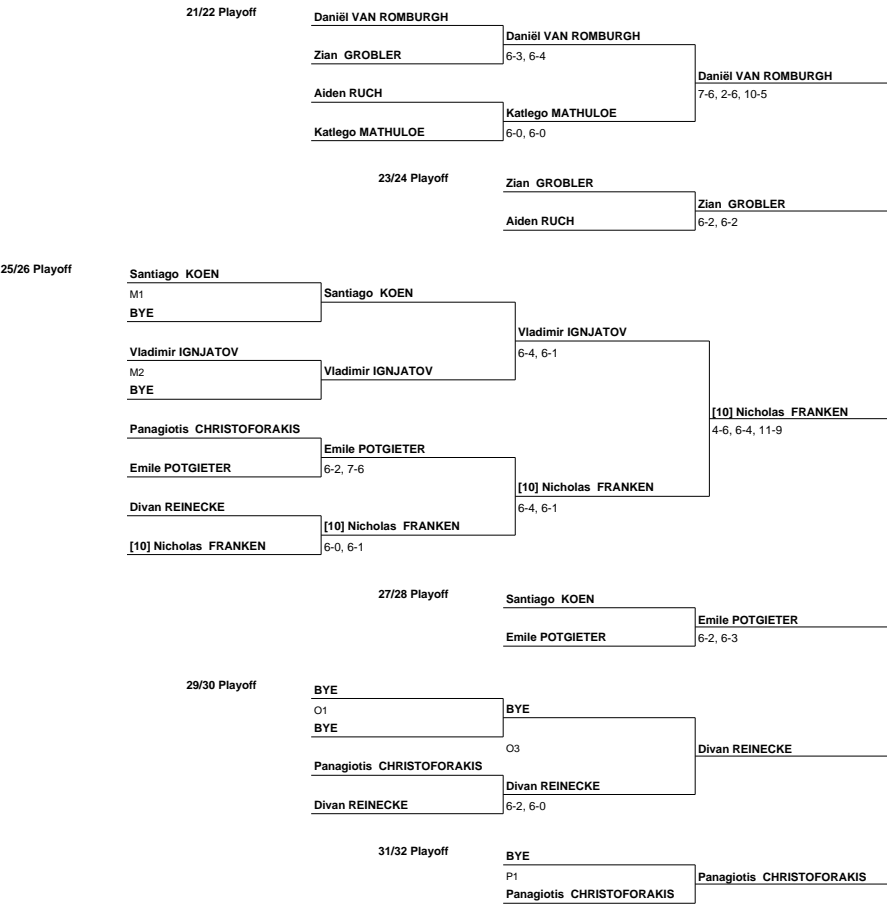 21/22 Playoff
Daniël VAN ROMBURGH
Daniël VAN ROMBURGH
Zian GROBLER
6-3, 6-4
Daniël VAN ROMBURGH
7-6, 2-6, 10-5
Aiden RUCH
Katlego MATHULOE
Katlego MATHULOE
6-0, 6-0
23/24 Playoff
Zian GROBLER
Zian GROBLER
Aiden RUCH
6-2, 6-2
25/26 Playoff
Santiago KOEN
M1
Santiago KOEN
BYE
Vladimir IGNJATOV
6-4, 6-1
Vladimir IGNJATOV
M2
Vladimir IGNJATOV
BYE
[10] Nicholas FRANKEN
4-6, 6-4, 11-9
Panagiotis CHRISTOFORAKIS
Emile POTGIETER
Emile POTGIETER
6-2, 7-6
[10] Nicholas FRANKEN
6-4, 6-1
Divan REINECKE
[10] Nicholas FRANKEN
[10] Nicholas FRANKEN
6-0, 6-1
27/28 Playoff
Santiago KOEN
Emile POTGIETER
Emile POTGIETER
6-2, 6-3
29/30 Playoff
BYE
O1
BYE
BYE
O3
Divan REINECKE
Panagiotis CHRISTOFORAKIS
Divan REINECKE
Divan REINECKE
6-2, 6-0
31/32 Playoff
BYE
P1
Panagiotis CHRISTOFORAKIS
Panagiotis CHRISTOFORAKIS